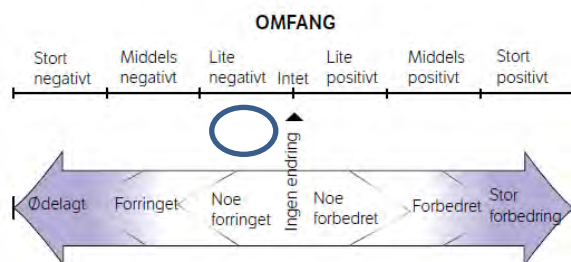 OMFANG
Stort Middels Lite Lite Middels Stort
negativt negativt negativt Intet positivt positivt positivt
Ingen endring
Ødelagt Forringet Noe Noe Forbedret Stor
forringet forbedret forbedring